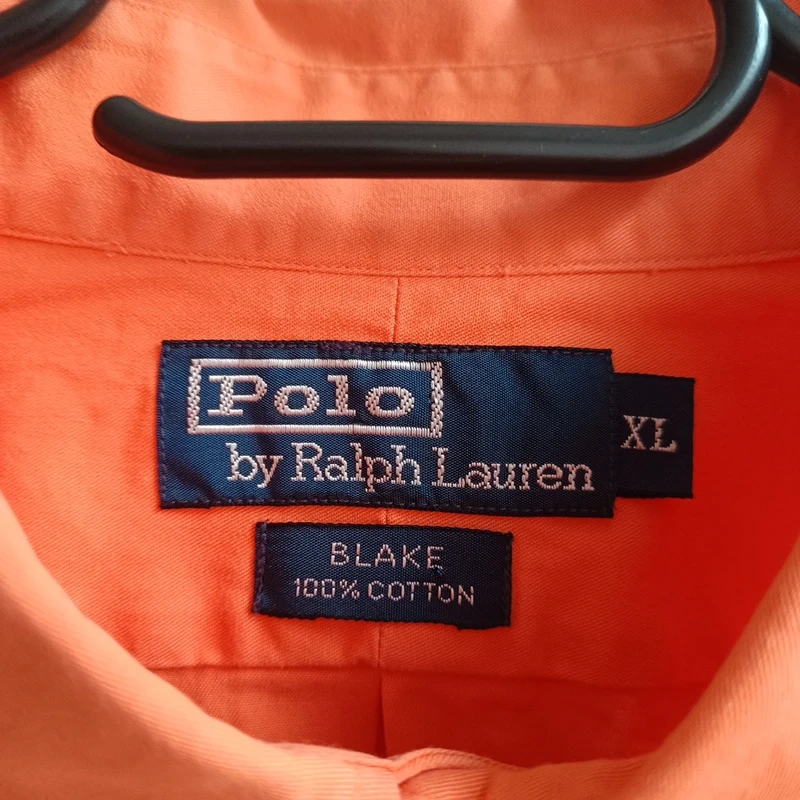 Polo
by Ralph Lauren
XL
BLAKE
100% COTTON